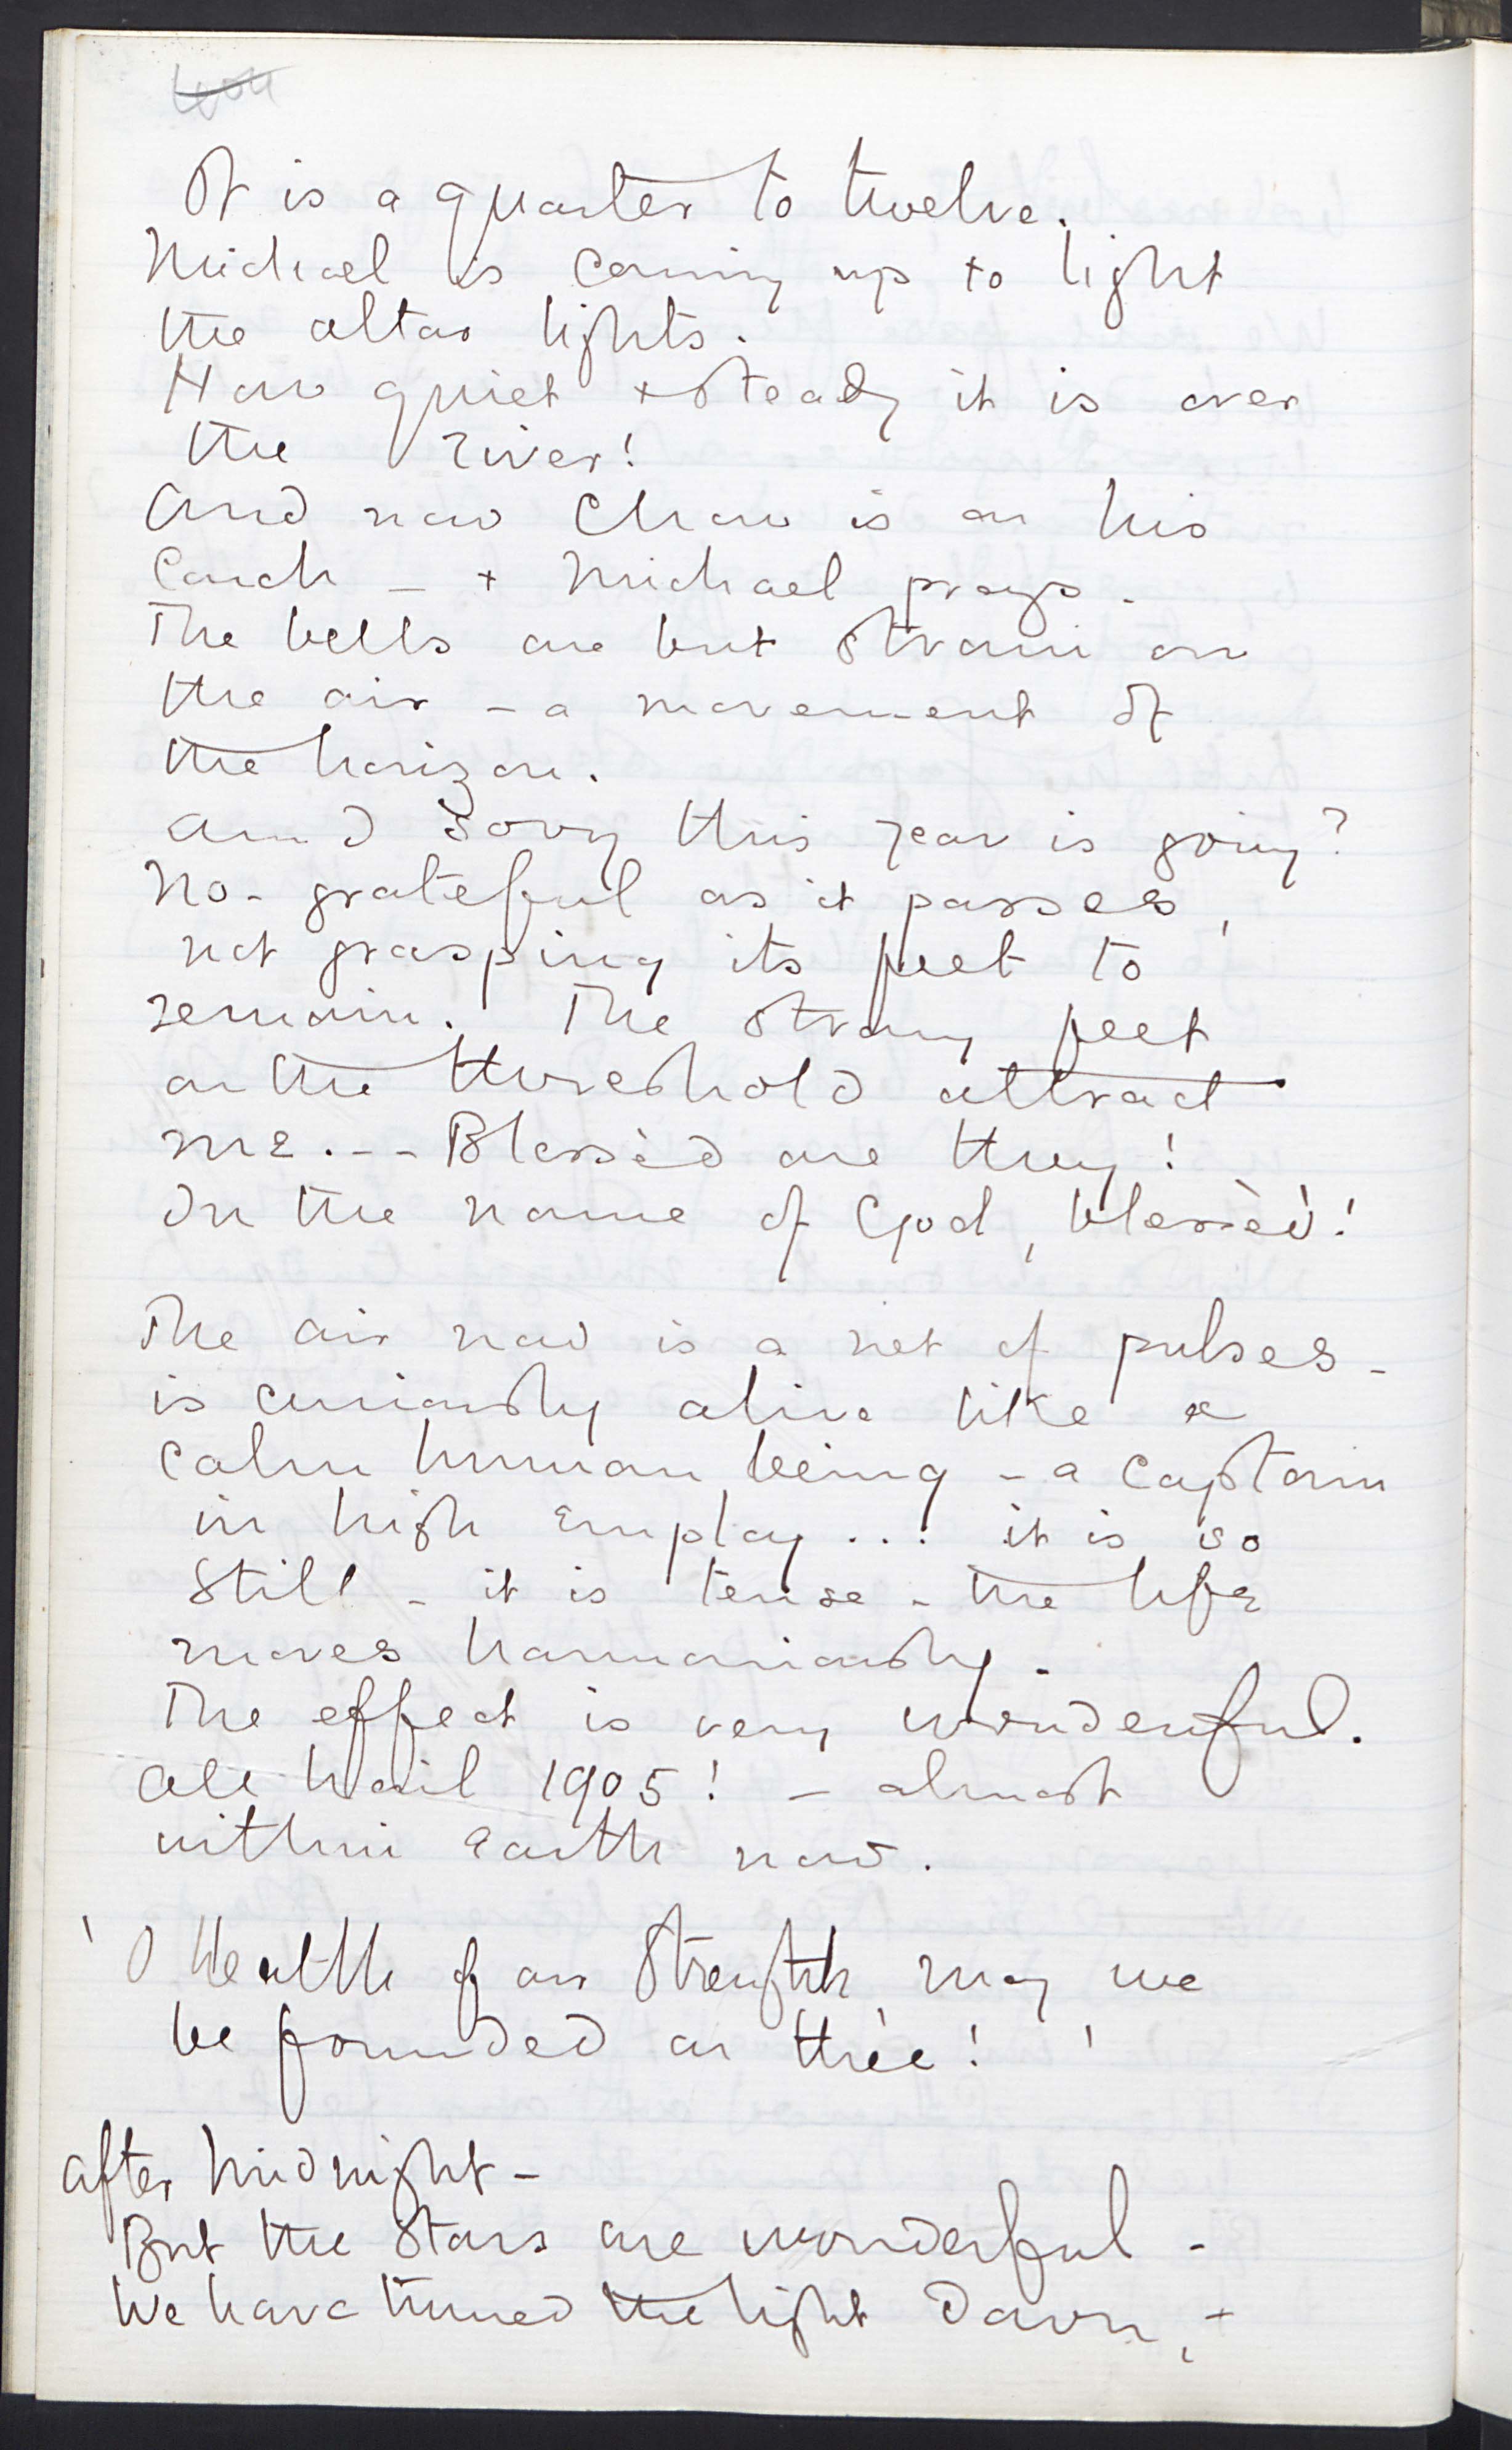 It is a quarter to twelve.
Michael is coming up to light
the altar lights.
How quiet + steady it is over
the river!
And now Chow is on his
couch - + Michael prays.
The bells are but strain on
the air - a movement of
the horizon.
Am I sorry this year is going?
No - grateful as it passes,
not grasping its feet to
remain. The strong feet
on the threshold attract
me. -- Blessèd are they!
In the name of God, blessèd!
The air now is a net of pulses -
is curiously alive like a
calm human being - a captain
in high employ ... it is so
still - it is tense - the life
moves harmoniously.
The effect is very wonderful.
All hail 1905! - almost
within earth now.
'O Health of our Strength, may we
be founded on thee!'
After Midnight -
But the stars are wonderful -
We have turned the light down, +